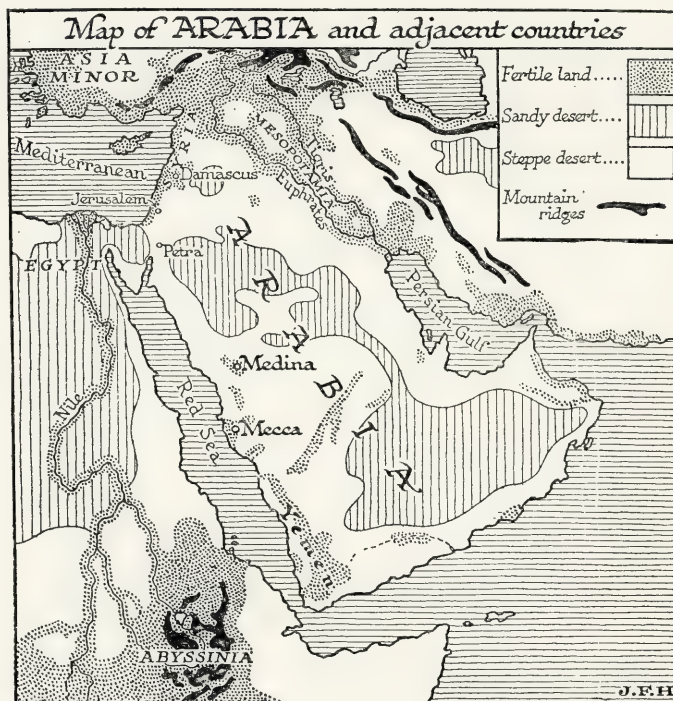 Map of ARABIA and adjacent countries
ASIA
MINOR
Fertile land.....
Sandy desert....
Steppe desert....
Mountain
ridges
Mediterranean
SYRIA
MESOPOTAMIA
Tigris
Euphrates
Damascus
Jerusalem
Petra
EGYPT
Nile
Red Sea
Persian Gulf
ARABIA
Medina
Mecca
Yemen
ABYSSINIA
J.F.H